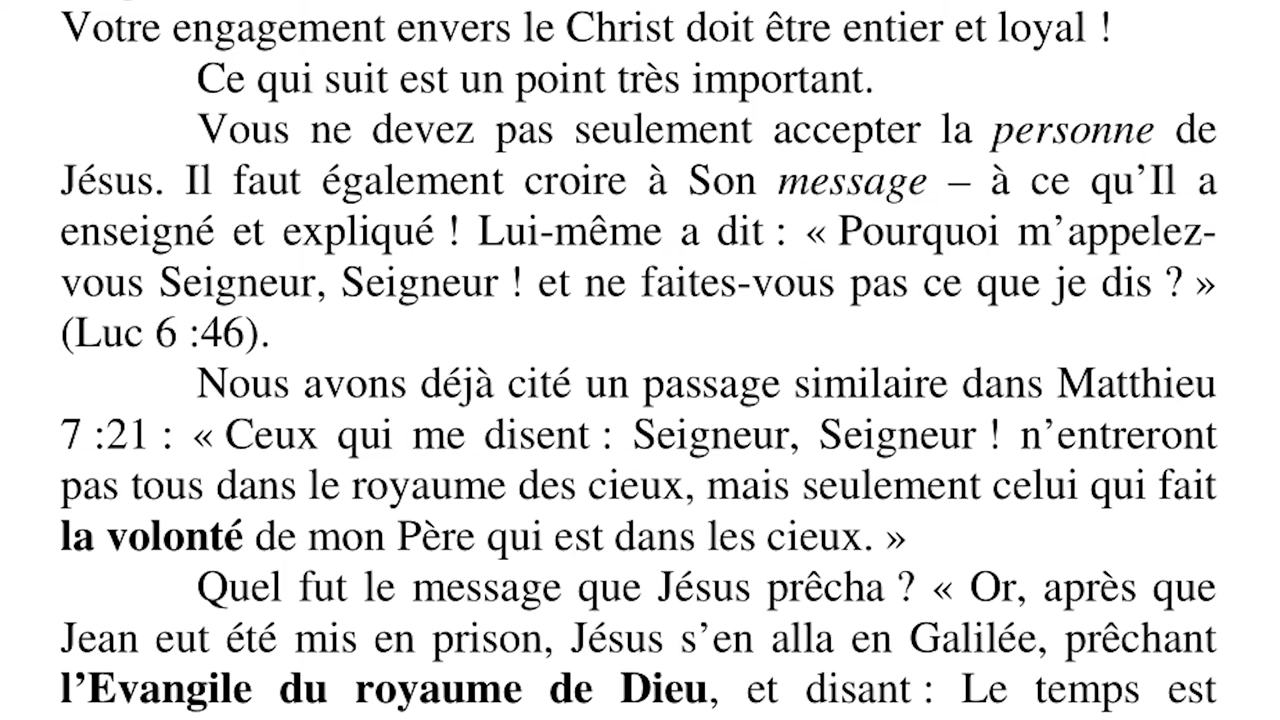 Votre engagement envers le Christ doit être entier et loyal !
Ce qui suit est un point très important.
Vous ne devez pas seulement accepter la personne de
Jésus. Il faut également croire à Son message – à ce qu’Il a
enseigné et expliqué ! Lui-même a dit : « Pourquoi m’appelez-
vous Seigneur, Seigneur ! et ne faites-vous pas ce que je dis ? »
(Luc 6 :46).
Nous avons déjà cité un passage similaire dans Matthieu
7 :21 : « Ceux qui me disent : Seigneur, Seigneur ! n’entreront
pas tous dans le royaume des cieux, mais seulement celui qui fait
la volonté de mon Père qui est dans les cieux. »
Quel fut le message que Jésus prêcha ? « Or, après que
Jean eut été mis en prison, Jésus s’en alla en Galilée, prêchant
l’Evangile du royaume de Dieu, et disant : Le temps est